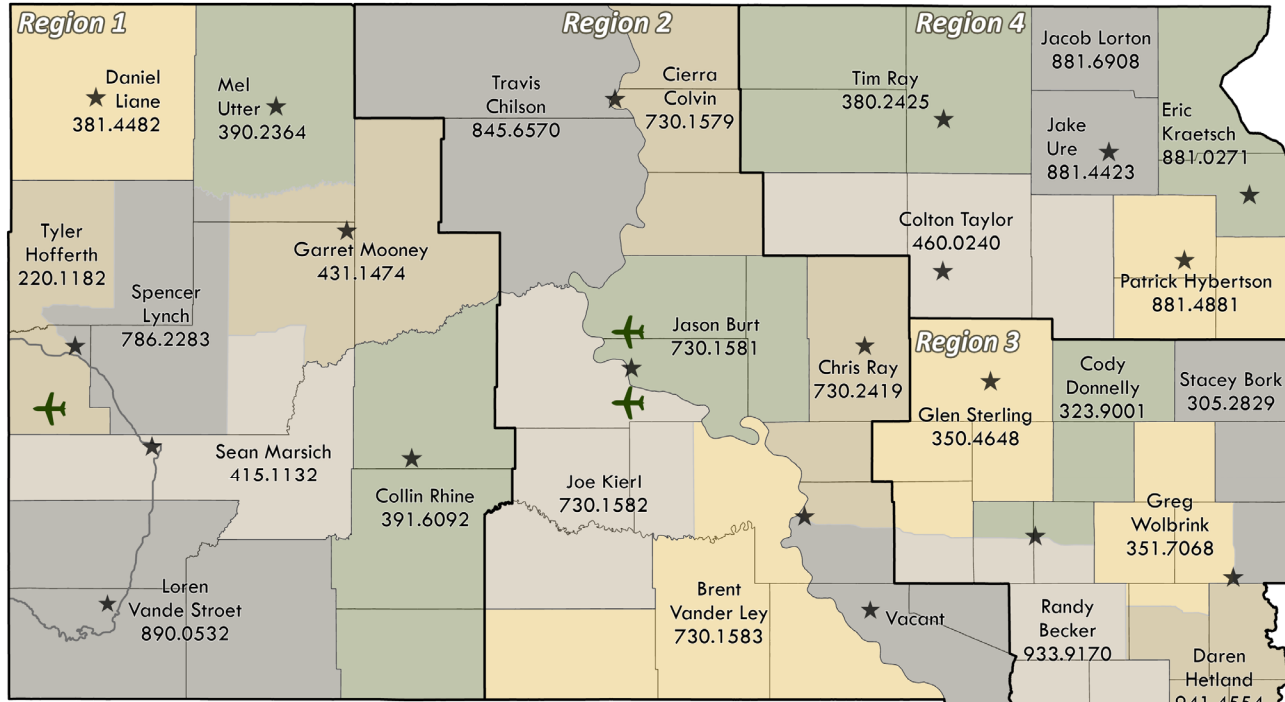 Region 1
Region 2
Region 4
Daniel
Liane
381.4482
Mel
Utter
390.2364
Travis
Chilson
845.6570
Cierra
Colvin
730.1579
Tim Ray
380.2425
Jacob Lorton
881.6908
Jake
Ure
881.4423
Eric
Kraetsch
881.0271
Tyler
Hofferth
220.1182
Spencer
Lynch
786.2283
Garret Mooney
431.1474
Colton Taylor
460.0240
Patrick Hybertson
881.4881
Jason Burt
730.1581
Chris Ray
730.2419
Region 3
Glen Sterling
350.4648
Cody
Donnelly
323.9001
Stacey Bork
305.2829
Sean Marsich
415.1132
Collin Rhine
391.6092
Joe Kierl
730.1582
Greg
Wolbrink
351.7068
Loren
Vande Stroet
890.0532
Brent
Vander Ley
730.1583
Vacant
Randy
Becker
933.9170
Daren
Hetland
941.4554